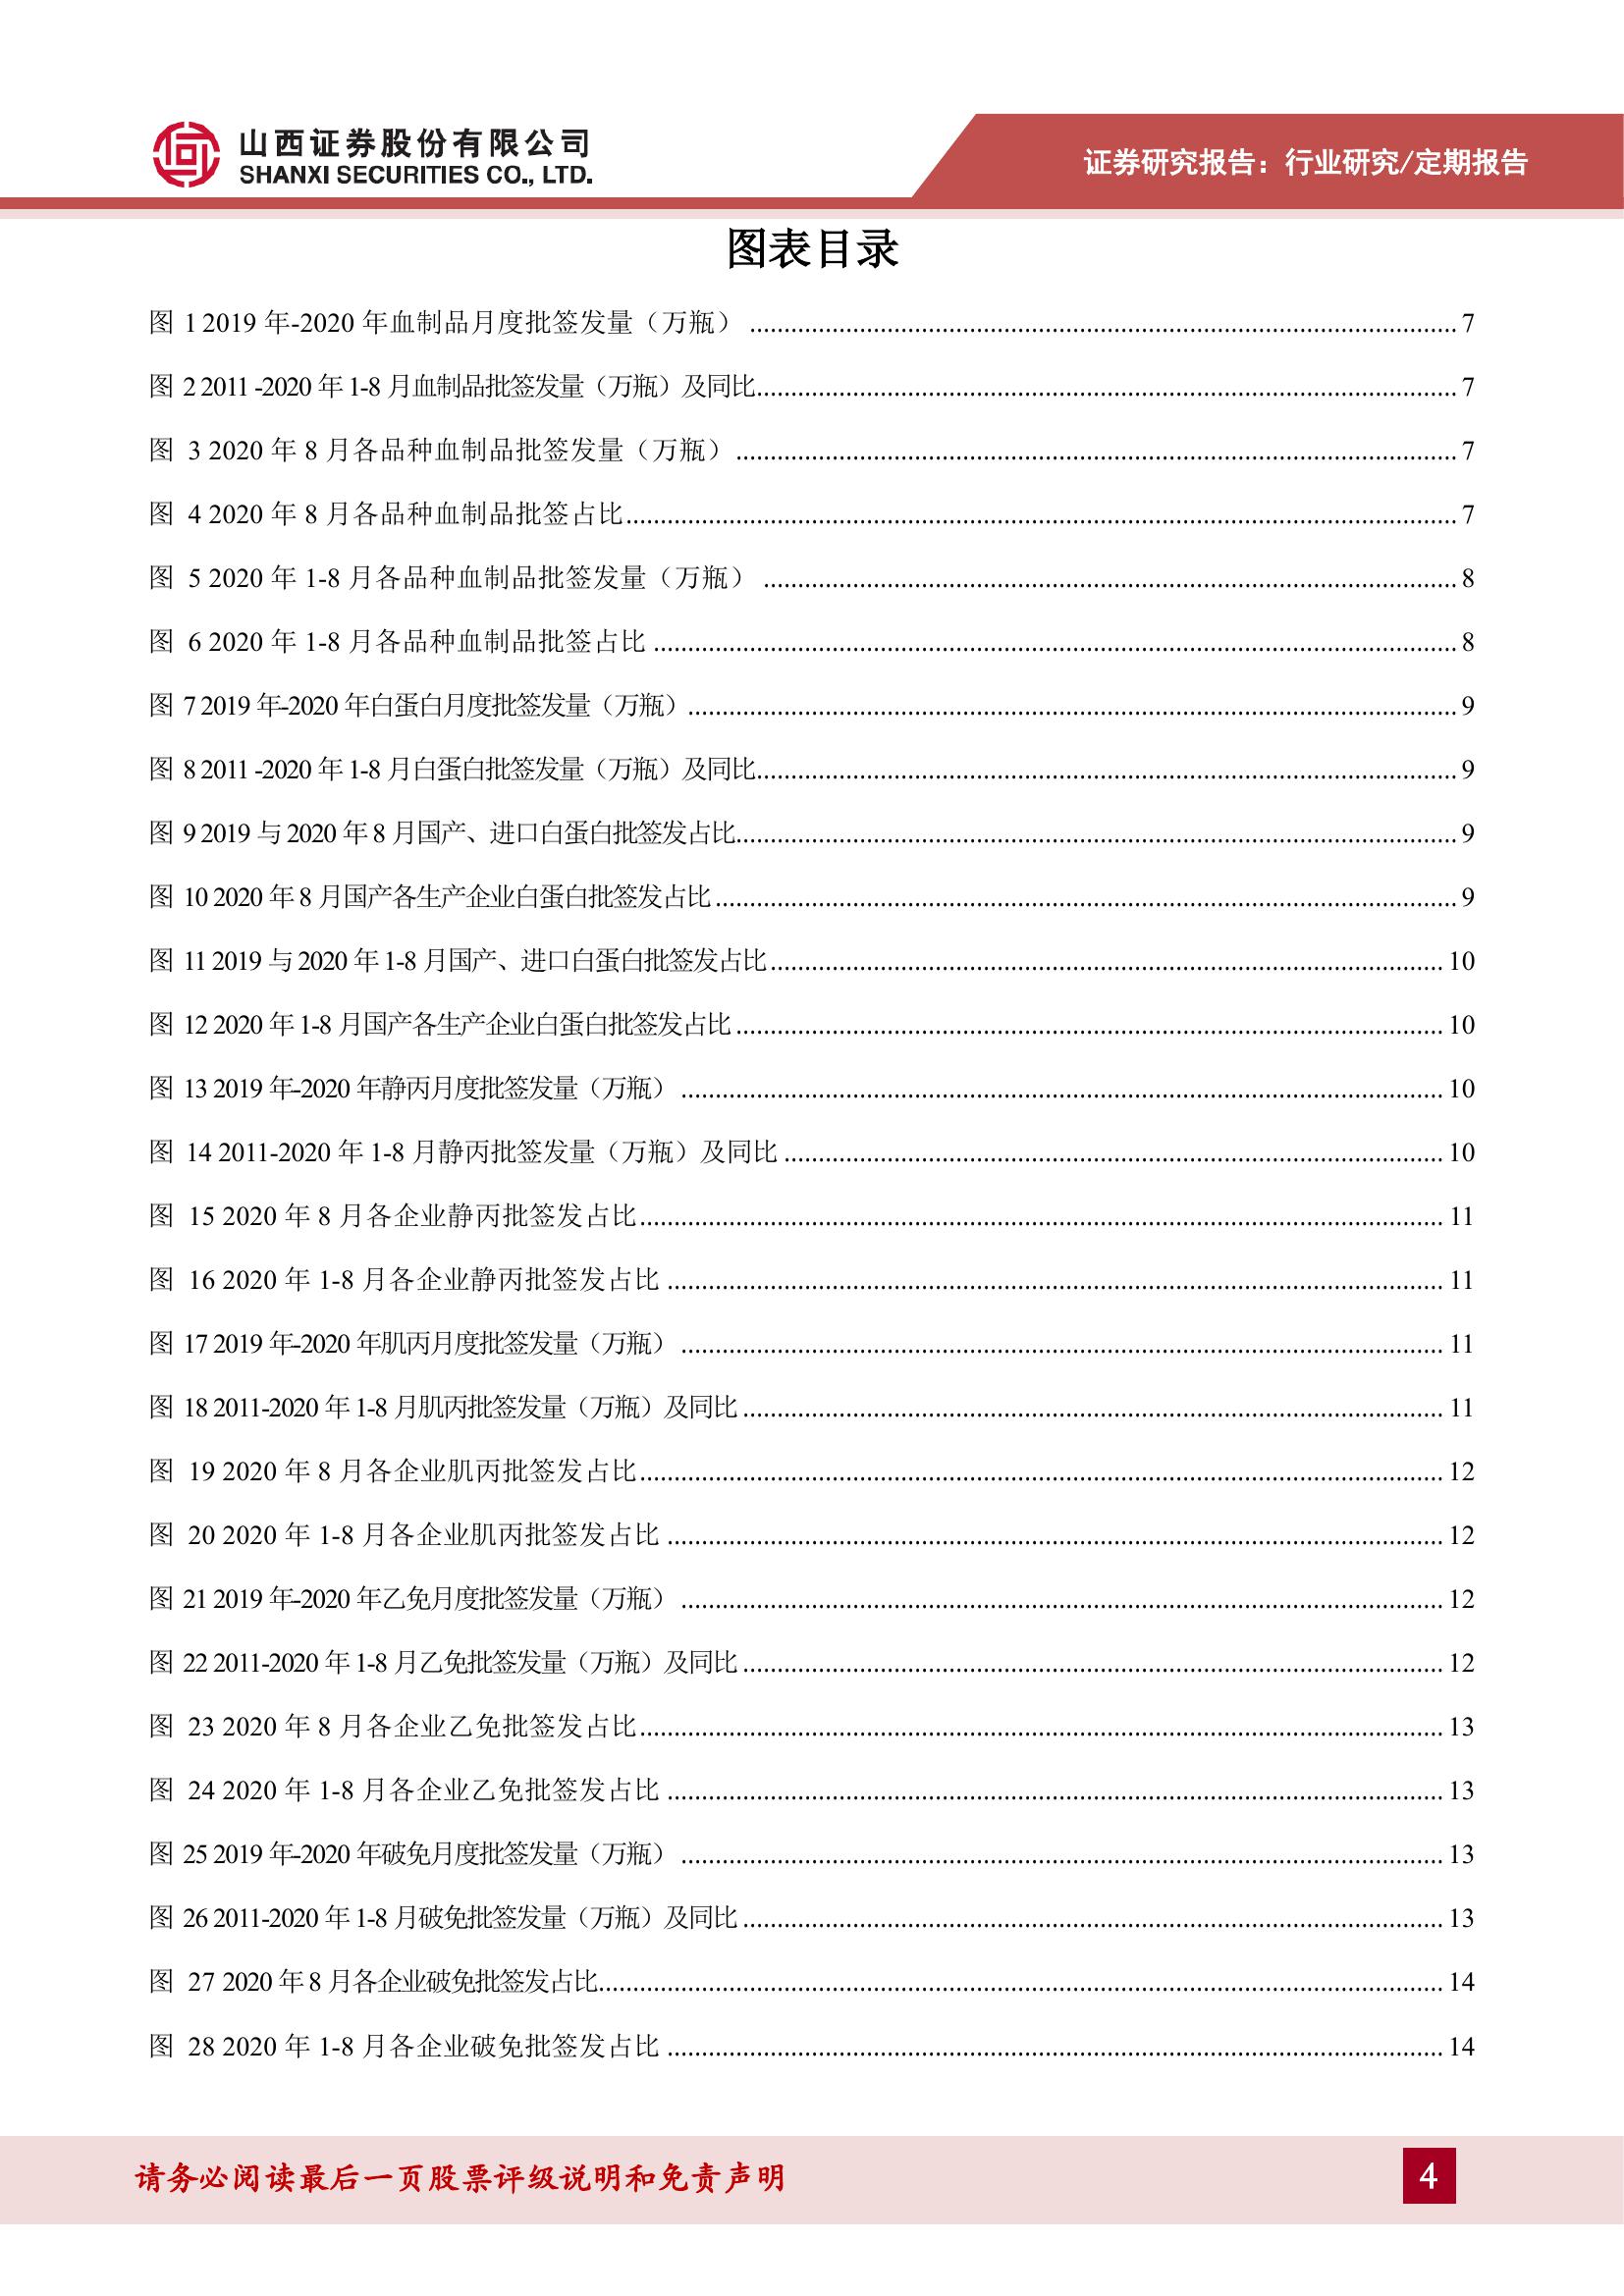 山西证券股份有限公司
SHANXI SECURITIES CO., LTD.
证券研究报告：行业研究/定期报告
图表目录
图 1 2019 年-2020 年血制品月度批签发量（万瓶） ........ 7
图 2 2011 -2020 年 1-8 月血制品批签发量（万瓶）及同比........ 7
图 3 2020 年 8 月各品种血制品批签发量（万瓶）........ 7
图 4 2020 年 8 月各品种血制品批签占比........ 7
图 5 2020 年 1-8 月各品种血制品批签发量（万瓶） ........ 8
图 6 2020 年 1-8 月各品种血制品批签占比 ........ 8
图 7 2019 年-2020 年白蛋白月度批签发量（万瓶）........ 9
图 8 2011 -2020 年 1-8 月白蛋白批签发量（万瓶）及同比........ 9
图 9 2019 与 2020 年 8 月国产、进口白蛋白批签发占比........ 9
图 10 2020 年 8 月国产各生产企业白蛋白批签发占比 ........ 9
图 11 2019 与 2020 年 1-8 月国产、进口白蛋白批签发占比 ........ 10
图 12 2020 年 1-8 月国产各生产企业白蛋白批签发占比 ........ 10
图 13 2019 年-2020 年静丙月度批签发量（万瓶） ........ 10
图 14 2011-2020 年 1-8 月静丙批签发量（万瓶）及同比 ........ 10
图 15 2020 年 8 月各企业静丙批签发占比........ 11
图 16 2020 年 1-8 月各企业静丙批签发占比 ........ 11
图 17 2019 年-2020 年肌丙月度批签发量（万瓶） ........ 11
图 18 2011-2020 年 1-8 月肌丙批签发量（万瓶）及同比 ........ 11
图 19 2020 年 8 月各企业肌丙批签发占比........ 12
图 20 2020 年 1-8 月各企业肌丙批签发占比 ........ 12
图 21 2019 年-2020 年乙免月度批签发量（万瓶） ........ 12
图 22 2011-2020 年 1-8 月乙免批签发量（万瓶）及同比 ........ 12
图 23 2020 年 8 月各企业乙免批签发占比........ 13
图 24 2020 年 1-8 月各企业乙免批签发占比 ........ 13
图 25 2019 年-2020 年破免月度批签发量（万瓶） ........ 13
图 26 2011-2020 年 1-8 月破免批签发量（万瓶）及同比 ........ 13
图 27 2020 年 8 月各企业破免批签发占比........ 14
图 28 2020 年 1-8 月各企业破免批签发占比 ........ 14
请务必阅读最后一页股票评级说明和免责声明
4